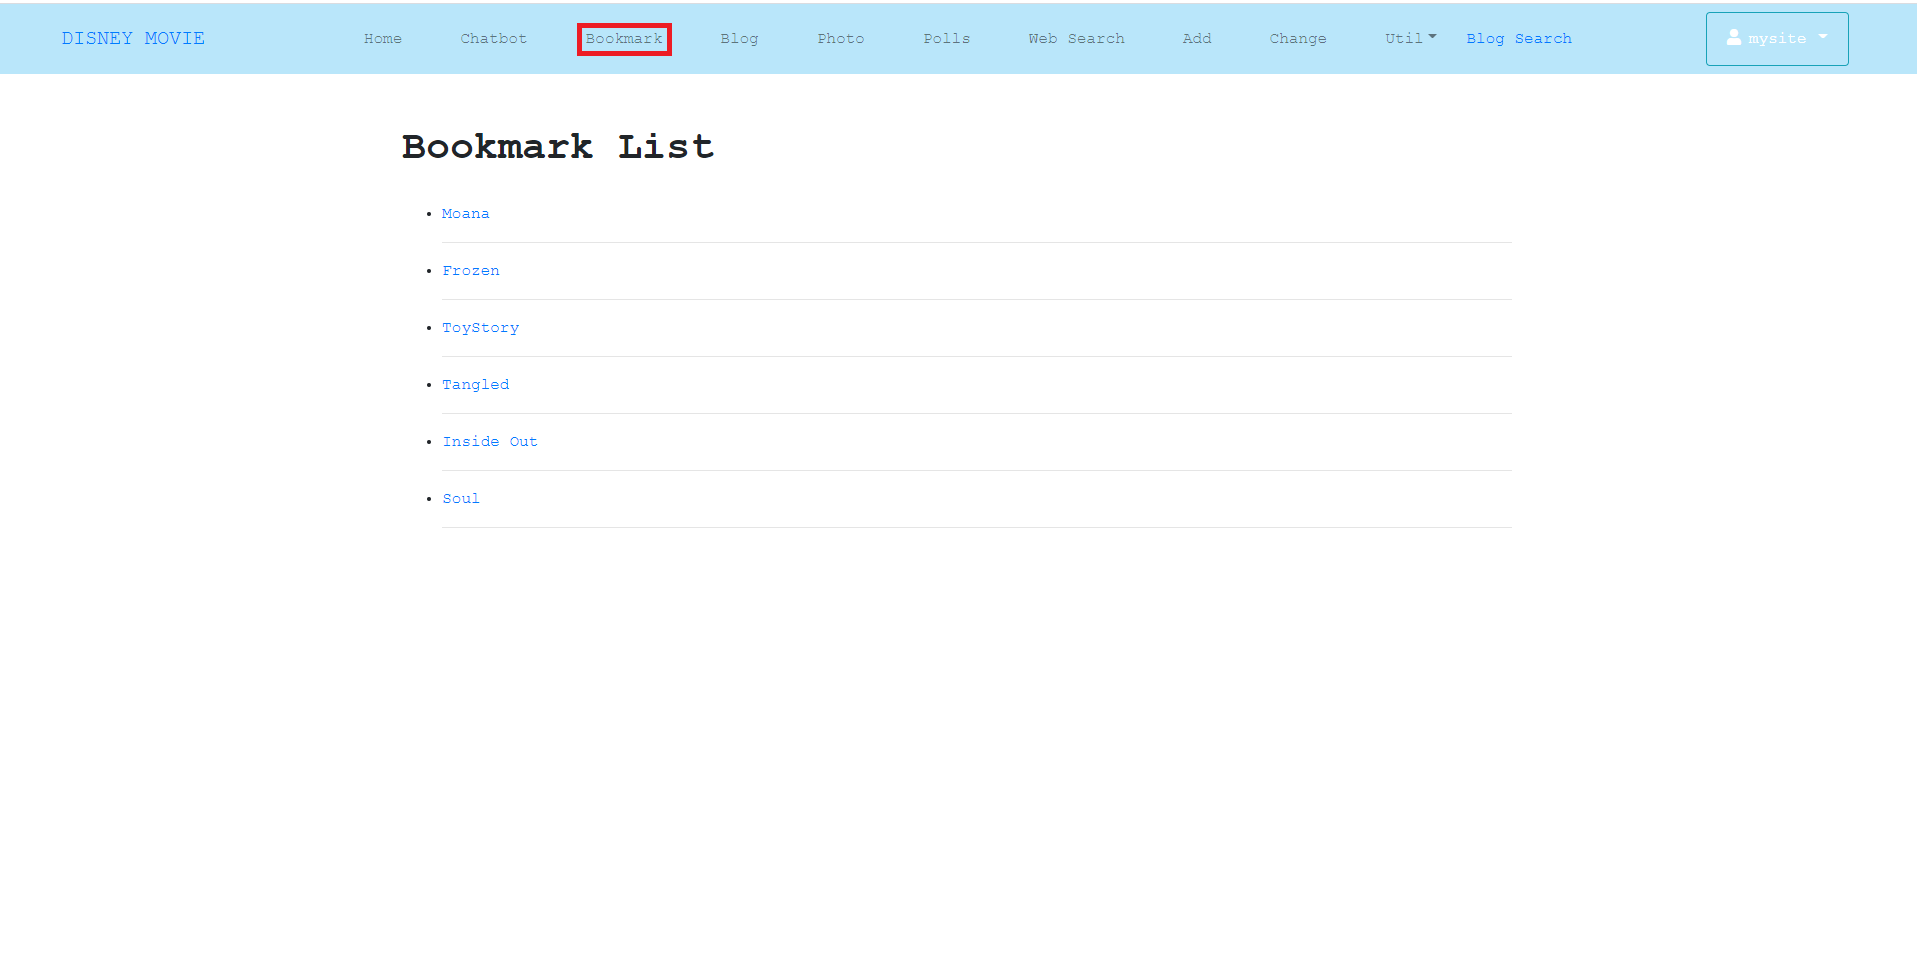 DISNEY MOVIE Home Chatbot Bookmark Blog Photo Polls Web Search Add Change Util Blog Search mysite
Bookmark List
Moana
Frozen
ToyStory
Tangled
Inside Out
Soul